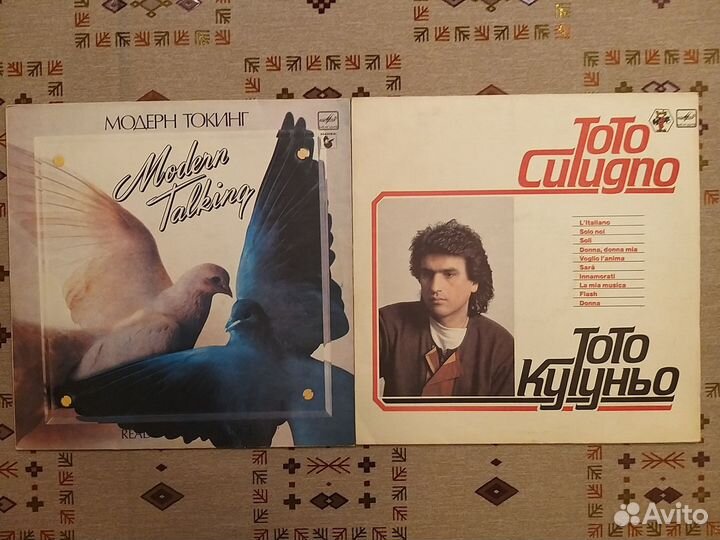 МОДЕРН ТОКИНГ
Modern
Talking
ToTo
Cutugno
L'Italiano
Solo noi
Soli
Donna, donna mia
Voglio l'anima
Sarà
Innamorati
La mia musica
Flash
Donna
ТоТо
Кутуньо
Avito